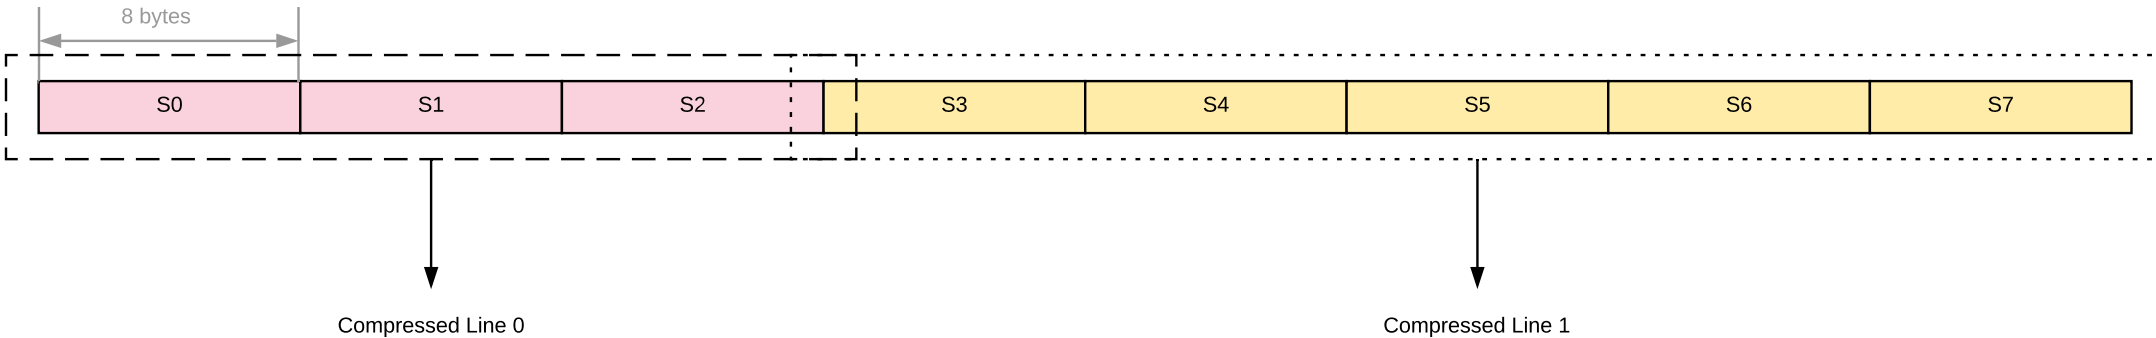 8 bytes
S0 S1 S2 S3 S4 S5 S6 S7
Compressed Line 0 Compressed Line 1